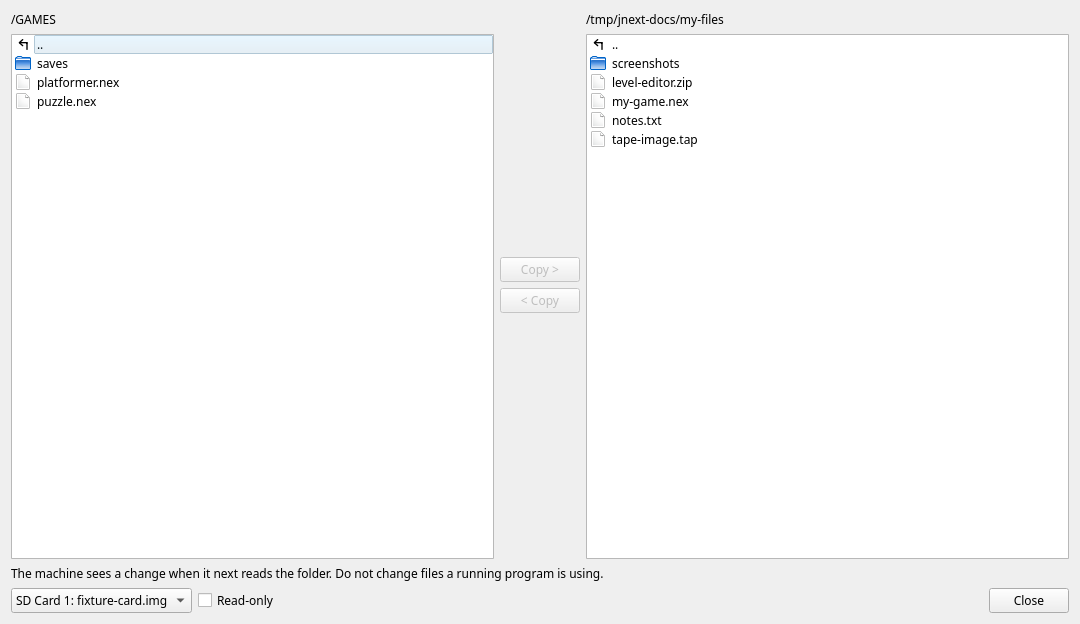 /GAMES
..
saves
platformer.nex
puzzle.nex
Copy >
< Copy
/tmp/jnext-docs/my-files
..
screenshots
level-editor.zip
my-game.nex
notes.txt
tape-image.tap
The machine sees a change when it next reads the folder. Do not change files a running program is using.
SD Card 1: fixture-card.img
Read-only
Close